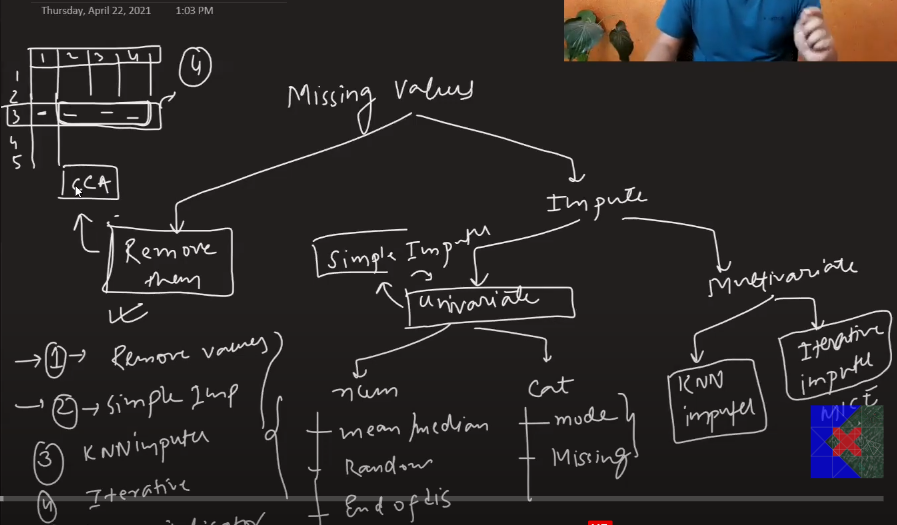 Thursday, April 22, 2021 1:03 PM
1 2 3 4
1
2
3
4
5
4
Missing Values
CCA
Remove
them
Impute
Simple Imputer
Univariate
Multivariate
KNN
imputer
Iterative
imputer
MICE
1 → Remove values
2 → Simple Imp
3 KNN imputer
4 Iterative
indicator
num
mean/median
Random
End of dis
Cat
mode
Missing